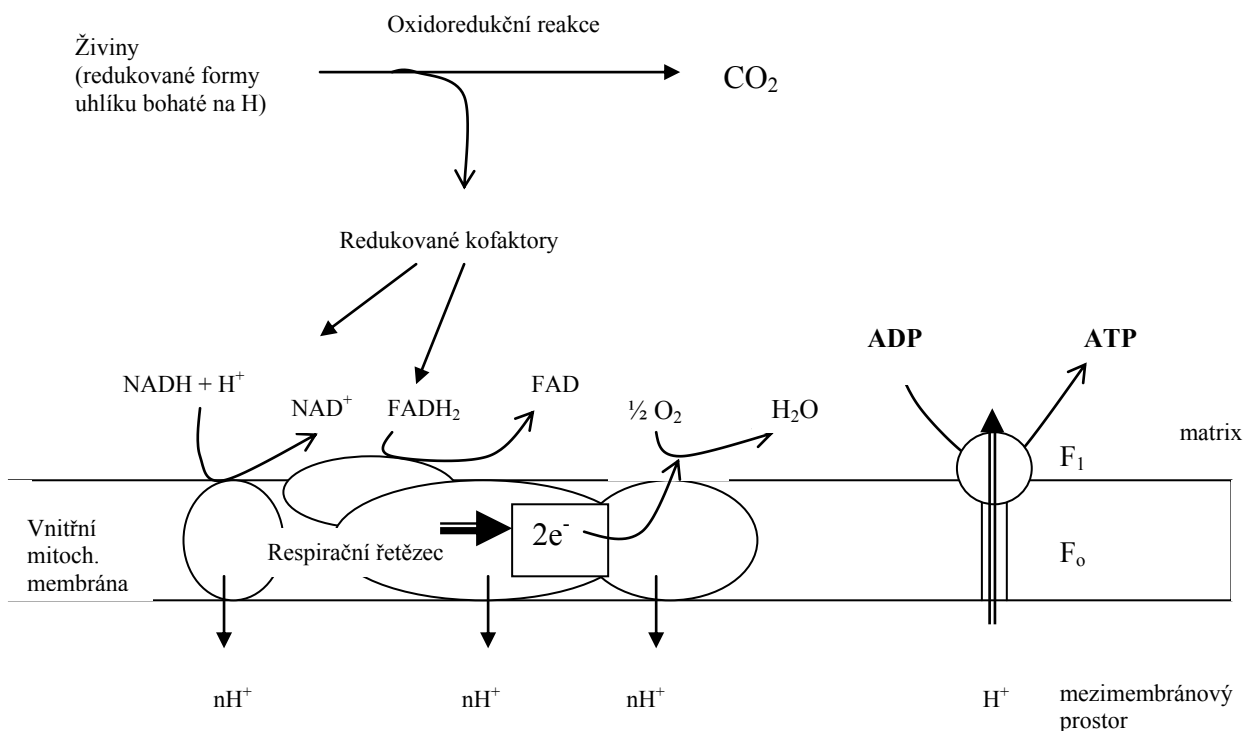 Oxidoredukční reakce
Živiny
(redukované formy
uhlíku bohaté na H)
CO₂
Redukované kofaktory
ADP
ATP
NADH + H⁺
NAD⁺
FADH₂
FAD
½ O₂
H₂O
matrix
F₁
Vnitřní
mitoch.
membrána
Respirační řetězec
2e⁻
Fₒ
nH⁺
nH⁺
nH⁺
H⁺
mezimembránový
prostor